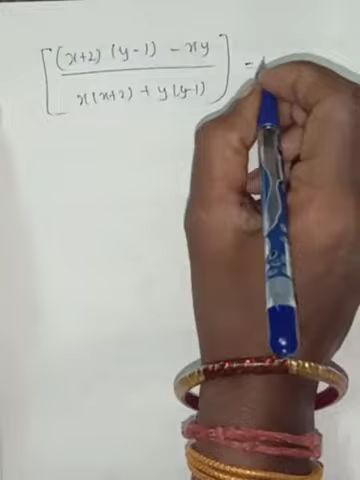 [(x+2) (y-1) - xy
x(x+2) + y(y-1)] =